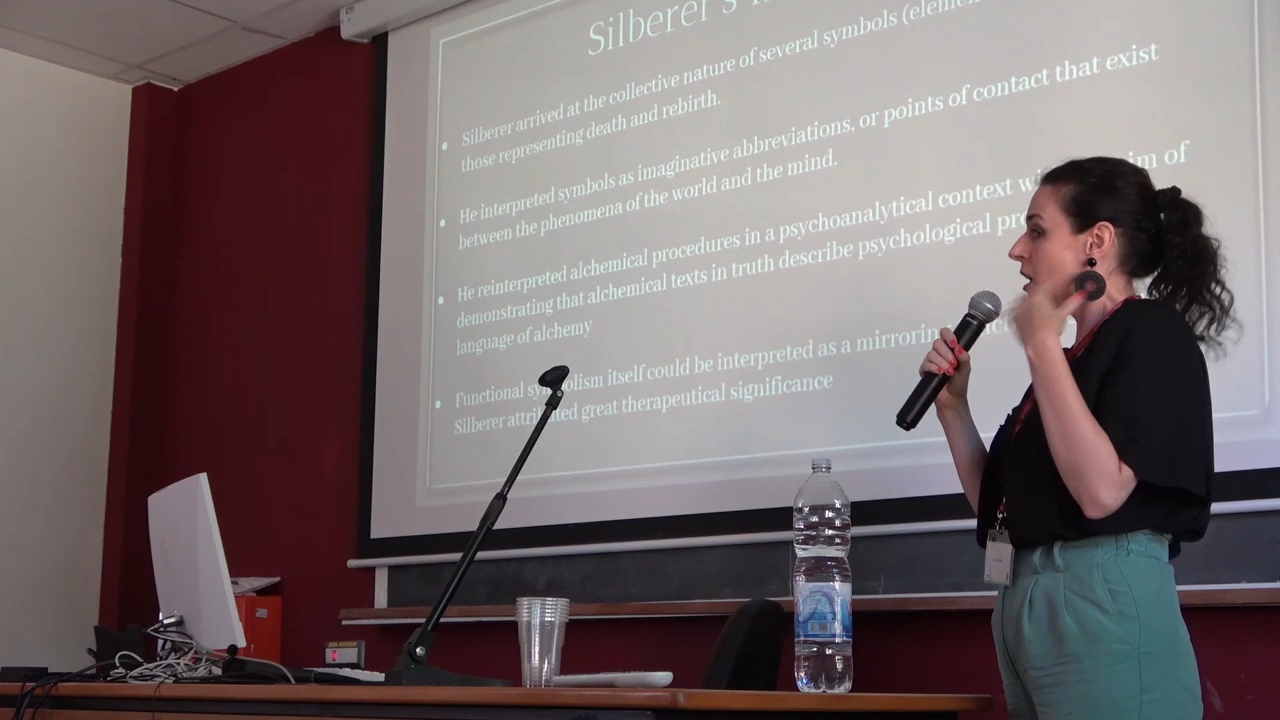 Silberer's
Silberer arrived at the collective nature of several symbols
those representing death and rebirth.
He interpreted symbols as imaginative abbreviations, or points of contact that exist
between the phenomena of the world and the mind.
He reinterpreted alchemical procedures in a psychoanalytical context of
demonstrating that alchemical texts in truth describe psychological
language of alchemy
Functional itself could be interpreted as a
Silberer great therapeutical significance